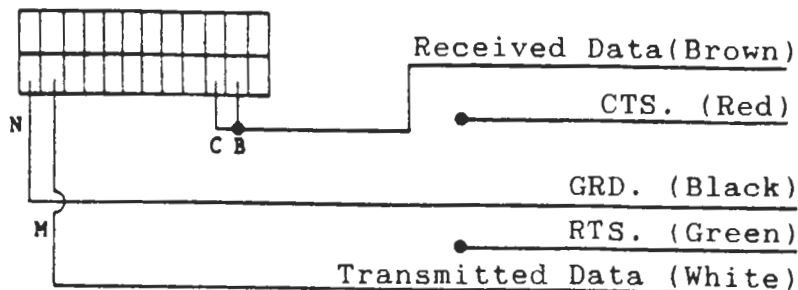 Received Data(Brown)
CTS. (Red)
N
C B
GRD. (Black)
M
RTS. (Green)
Transmitted Data (White)